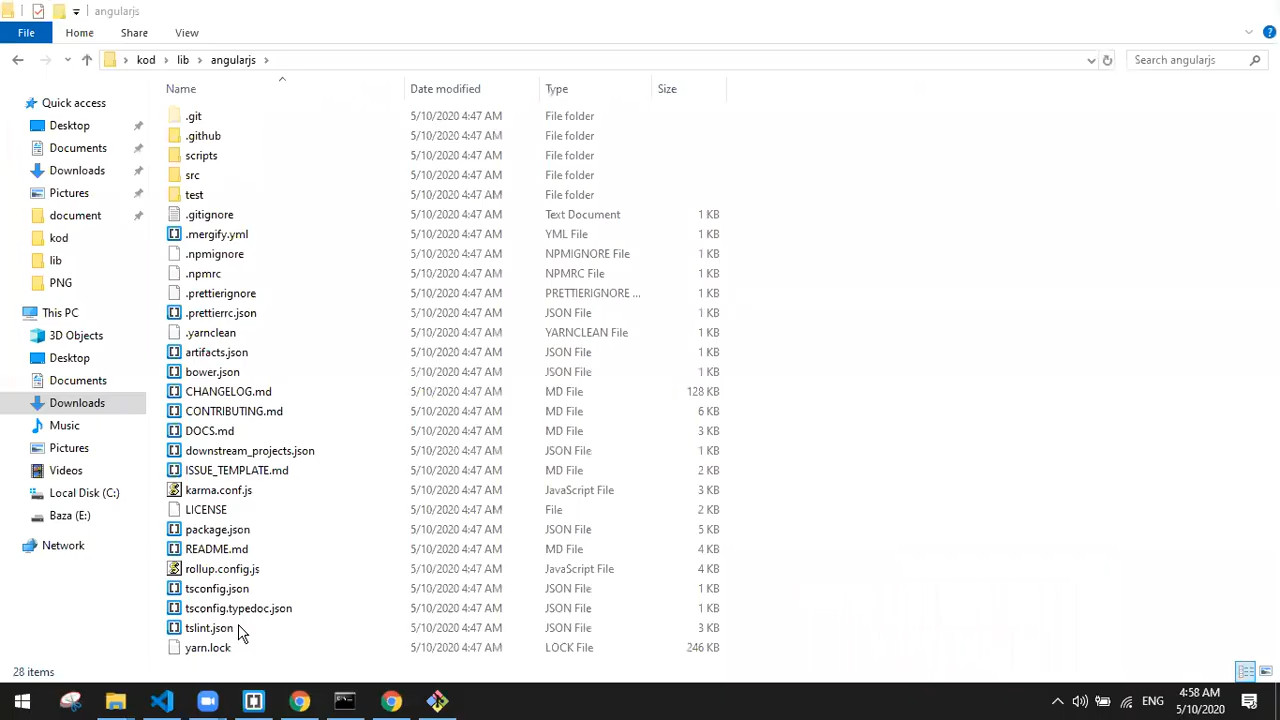 angularjs
File Home Share View
kod lib angularjs Search angularjs
Name Date modified Type Size
Quick access
Desktop
Documents
Downloads
Pictures
document
kod
lib
PNG
This PC
3D Objects
Desktop
Documents
Downloads
Music
Pictures
Videos
Local Disk (C:)
Baza (E:)
Network
.git 5/10/2020 4:47 AM File folder
.github 5/10/2020 4:47 AM File folder
scripts 5/10/2020 4:47 AM File folder
src 5/10/2020 4:47 AM File folder
test 5/10/2020 4:47 AM File folder
.gitignore 5/10/2020 4:47 AM Text Document 1 KB
.mergify.yml 5/10/2020 4:47 AM YML File 1 KB
.npmignore 5/10/2020 4:47 AM NPMIGNORE File 1 KB
.npmrc 5/10/2020 4:47 AM NPMRC File 1 KB
.prettierignore 5/10/2020 4:47 AM PRETTIERIGNORE ... 1 KB
.prettierrc.json 5/10/2020 4:47 AM JSON File 1 KB
.yarnclean 5/10/2020 4:47 AM YARNCLEAN File 1 KB
artifacts.json 5/10/2020 4:47 AM JSON File 1 KB
bower.json 5/10/2020 4:47 AM JSON File 1 KB
CHANGELOG.md 5/10/2020 4:47 AM MD File 128 KB
CONTRIBUTING.md 5/10/2020 4:47 AM MD File 6 KB
DOCS.md 5/10/2020 4:47 AM MD File 3 KB
downstream_projects.json 5/10/2020 4:47 AM JSON File 1 KB
ISSUE_TEMPLATE.md 5/10/2020 4:47 AM MD File 2 KB
karma.conf.js 5/10/2020 4:47 AM JavaScript File 3 KB
LICENSE 5/10/2020 4:47 AM File 2 KB
package.json 5/10/2020 4:47 AM JSON File 5 KB
README.md 5/10/2020 4:47 AM MD File 4 KB
rollup.config.js 5/10/2020 4:47 AM JavaScript File 4 KB
tsconfig.json 5/10/2020 4:47 AM JSON File 1 KB
tsconfig.typedoc.json 5/10/2020 4:47 AM JSON File 1 KB
tslint.json 5/10/2020 4:47 AM JSON File 3 KB
yarn.lock 5/10/2020 4:47 AM LOCK File 246 KB
28 items
ENG
4:58 AM
5/10/2020